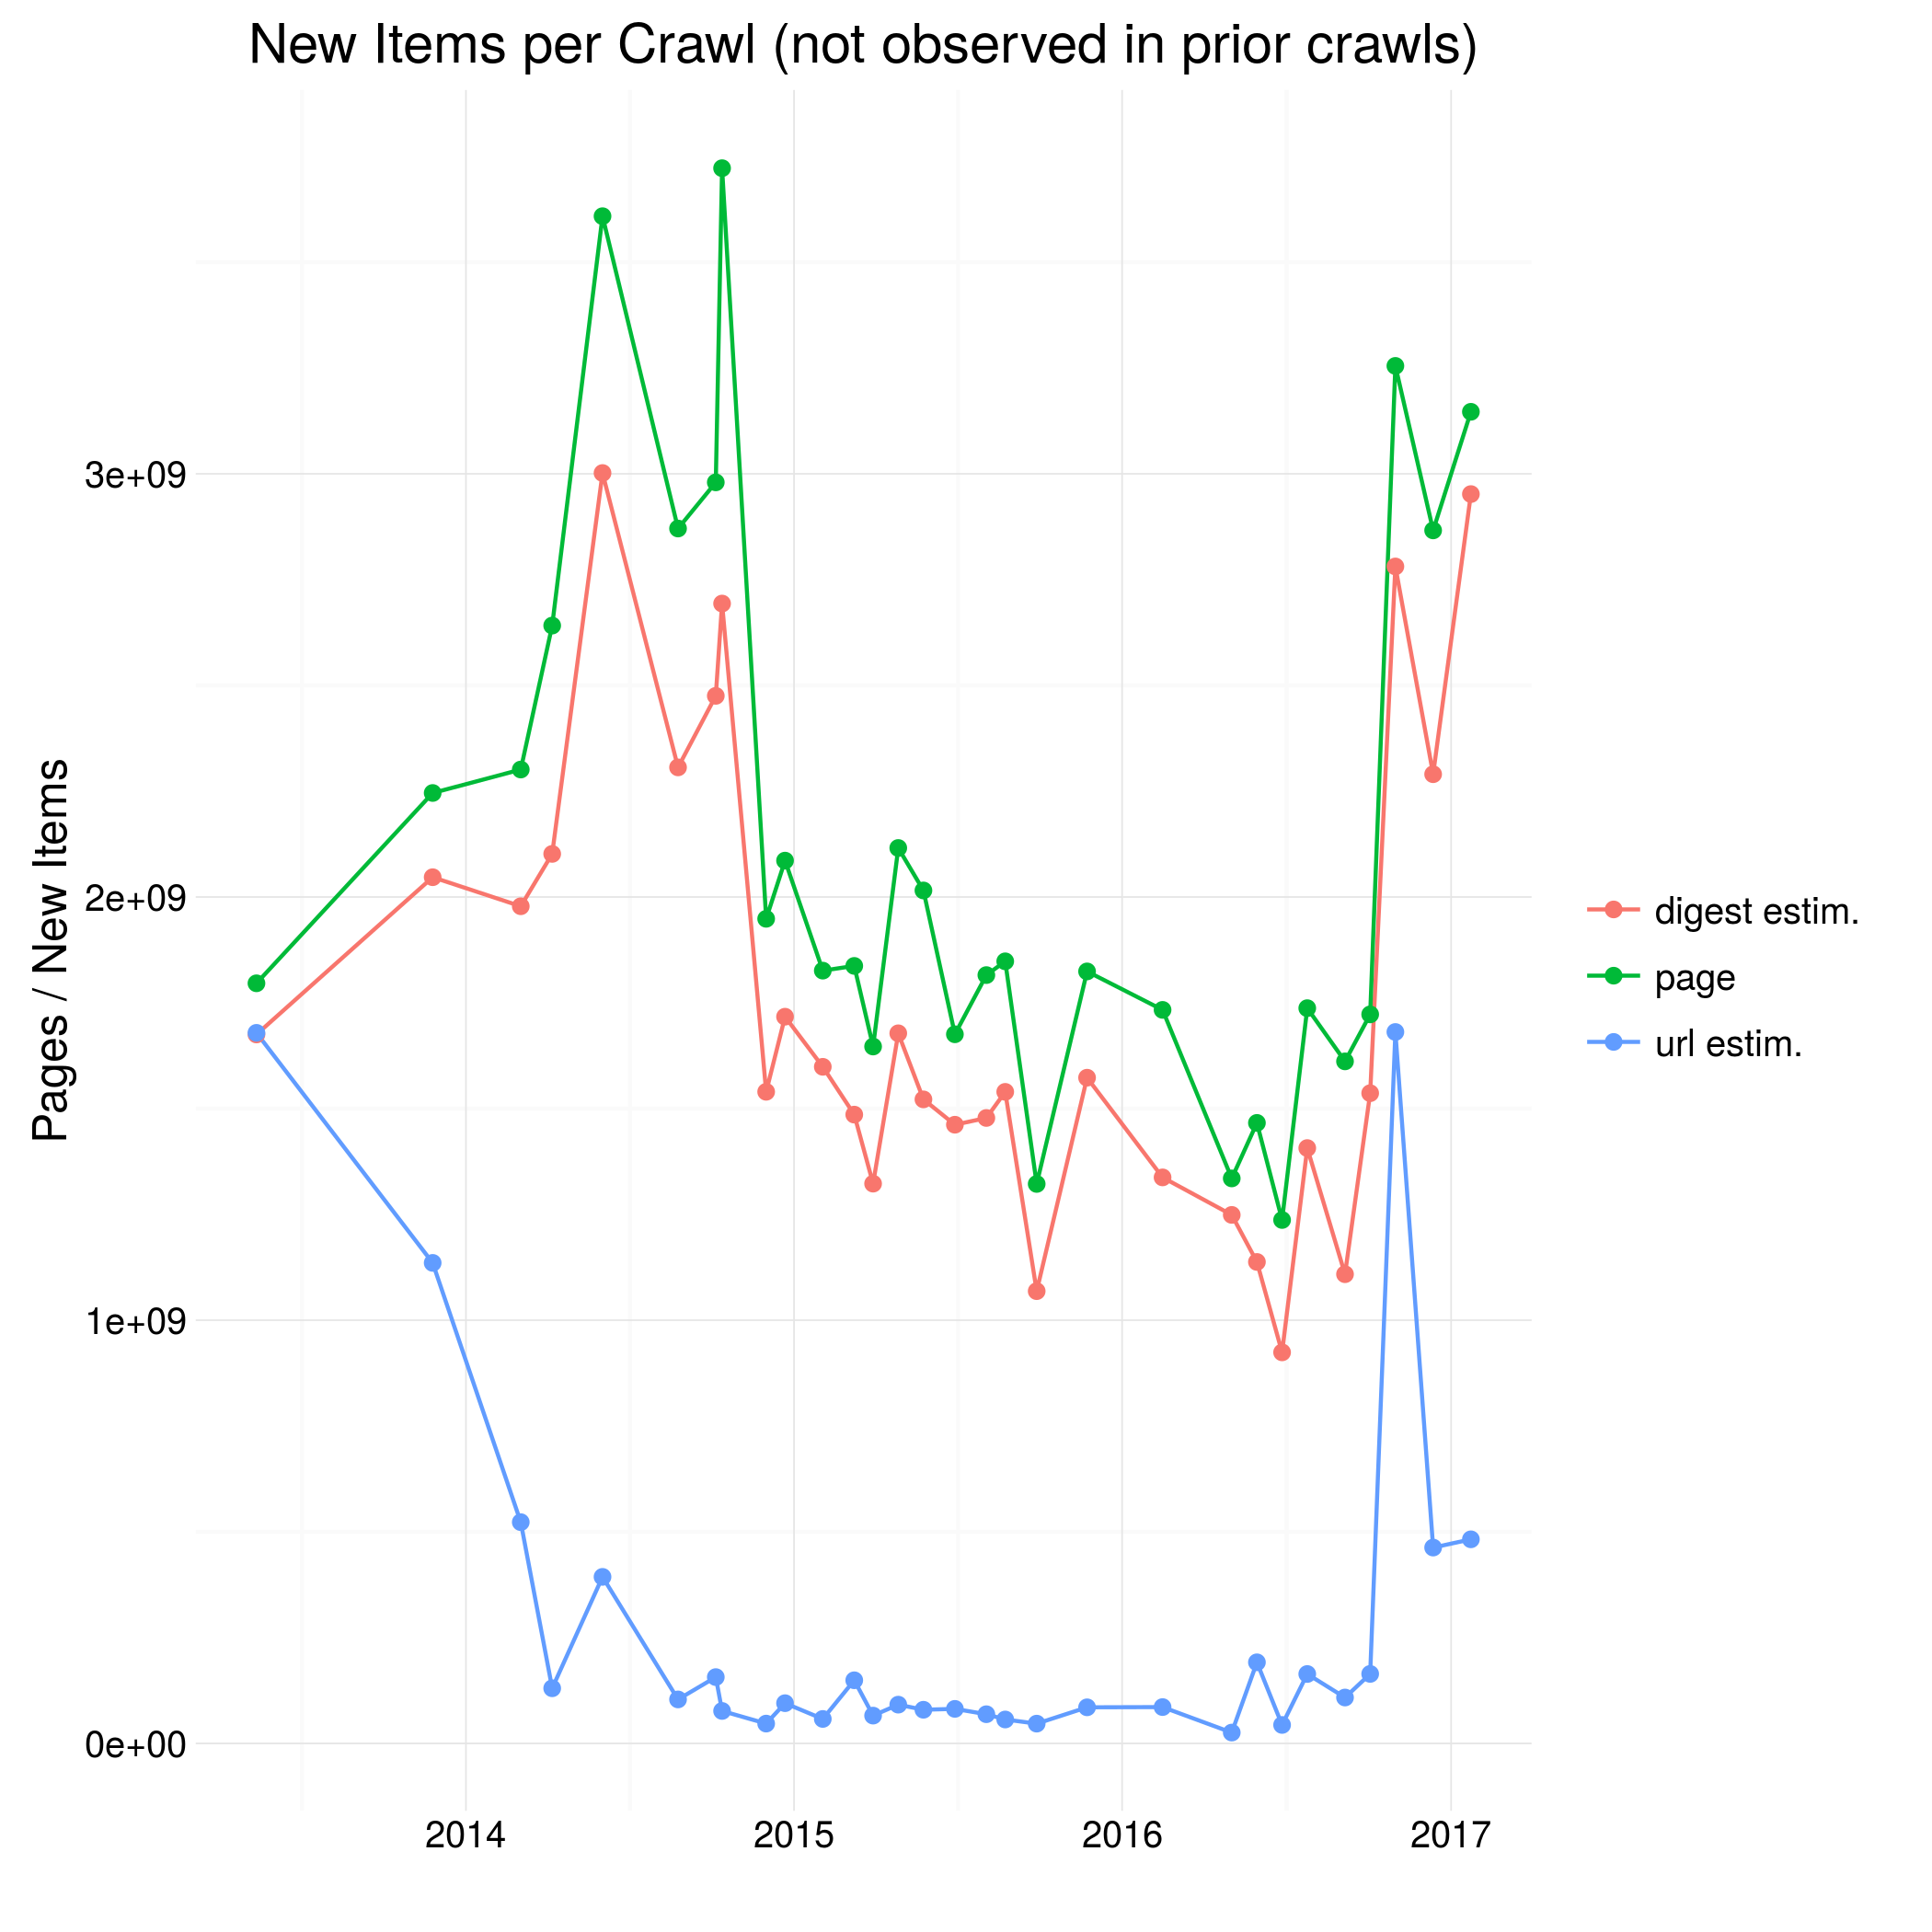 New Items per Crawl (not observed in prior crawls)
Pages / New Items
3e+09
2e+09
1e+09
0e+00
2014
2015
2016
2017
digest estim.
page
url estim.